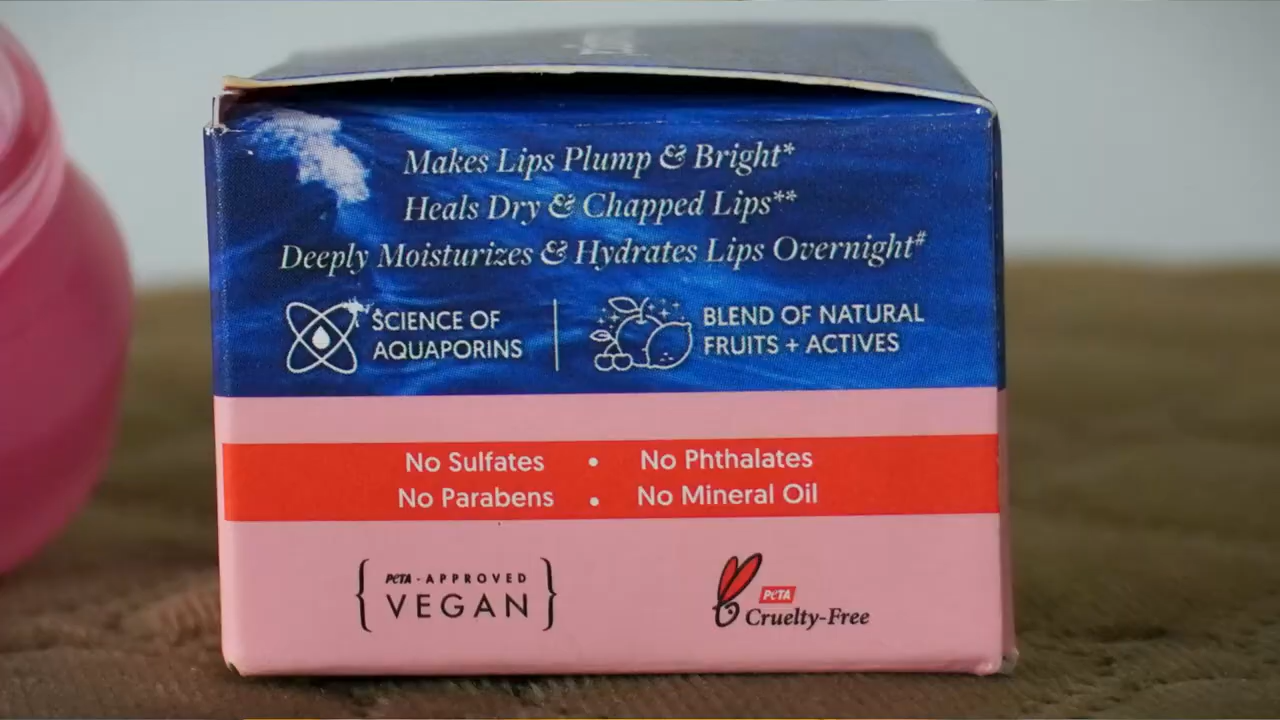 Makes Lips Plump & Bright*
Heals Dry & Chapped Lips**
Deeply Moisturizes & Hydrates Lips Overnight#
SCIENCE OF
AQUAPORINS
BLEND OF NATURAL
FRUITS + ACTIVES
No Sulfates • No Phthalates
No Parabens • No Mineral Oil
PETA-APPROVED
VEGAN
PETA
Cruelty-Free